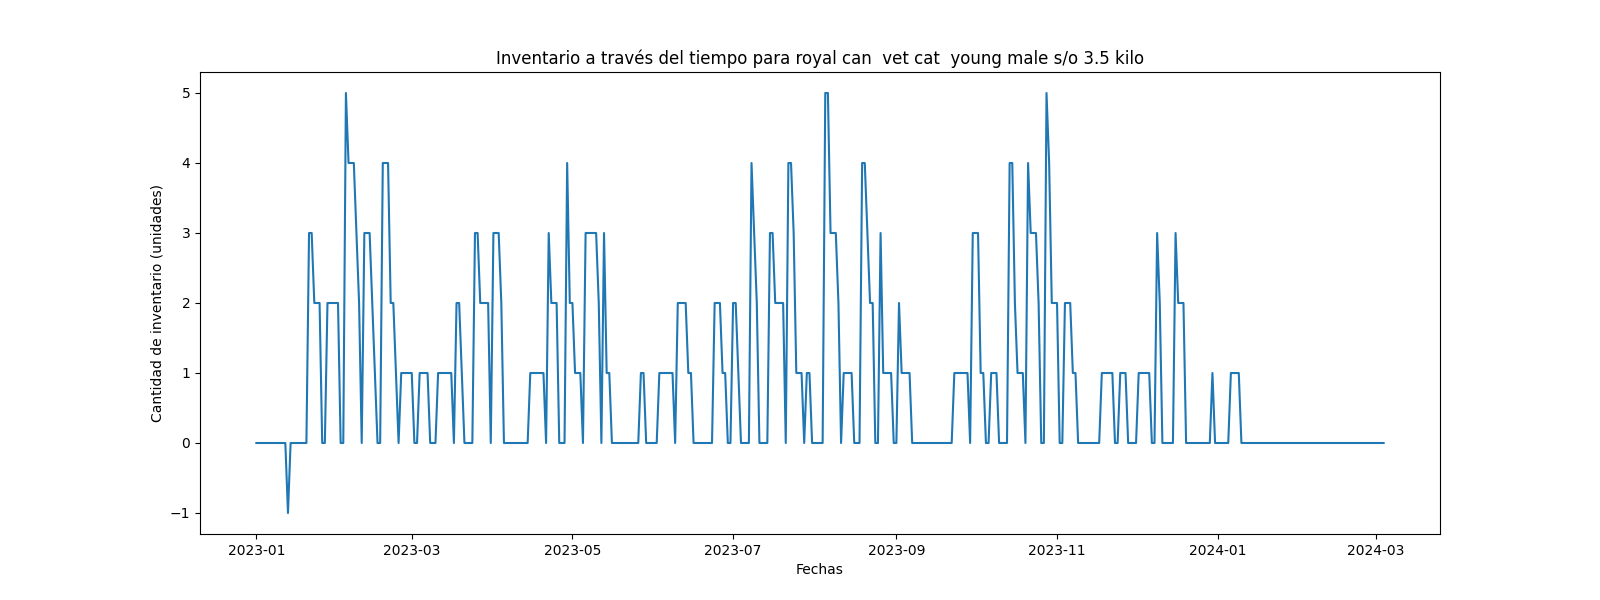 Inventario a través del tiempo para royal can  vet cat  young male s/o 3.5 kilo
Cantidad de inventario (unidades)
5
4
3
2
1
0
−1
2023-01 2023-03 2023-05 2023-07 2023-09 2023-11 2024-01 2024-03
Fechas